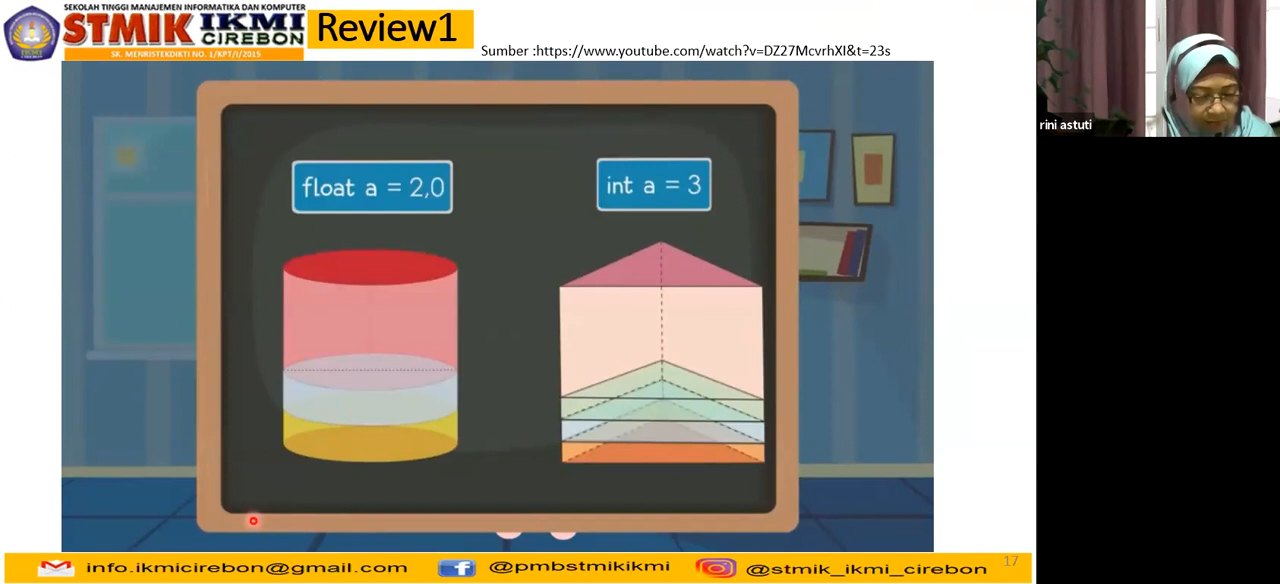 SEKOLAH TINGGI MANAJEMEN INFORMATIKA DAN KOMPUTER
STMIK IKMI
CIREBON
SK. MENRISTEKDIKTI NO. 1/KPT/I/2015
Review1
Sumber :https://www.youtube.com/watch?v=DZ27McvrhXI&t=23s
rini astuti
float a = 2,0
int a = 3
17
info.ikmicirebon@gmail.com
@pmbstmikikmi
@stmik_ikmi_cirebon